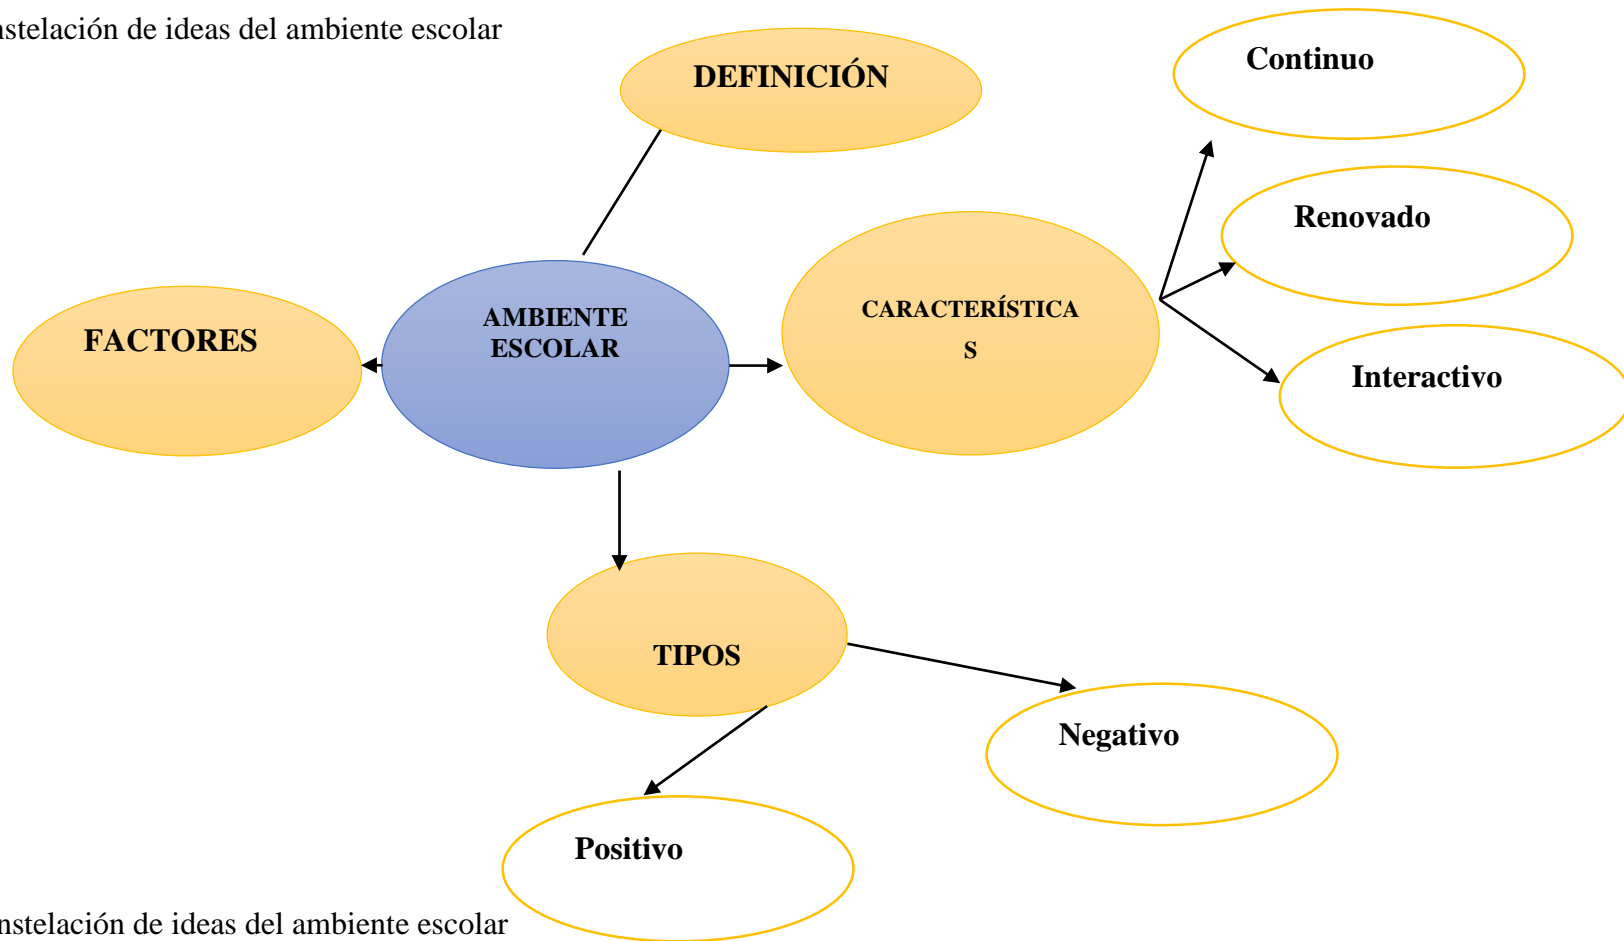 nstelación de ideas del ambiente escolar
DEFINICIÓN
Continuo
Renovado
AMBIENTE
ESCOLAR
CARACTERÍSTICA
S
FACTORES
Interactivo
TIPOS
Negativo
Positivo
nstelación de ideas del ambiente escolar